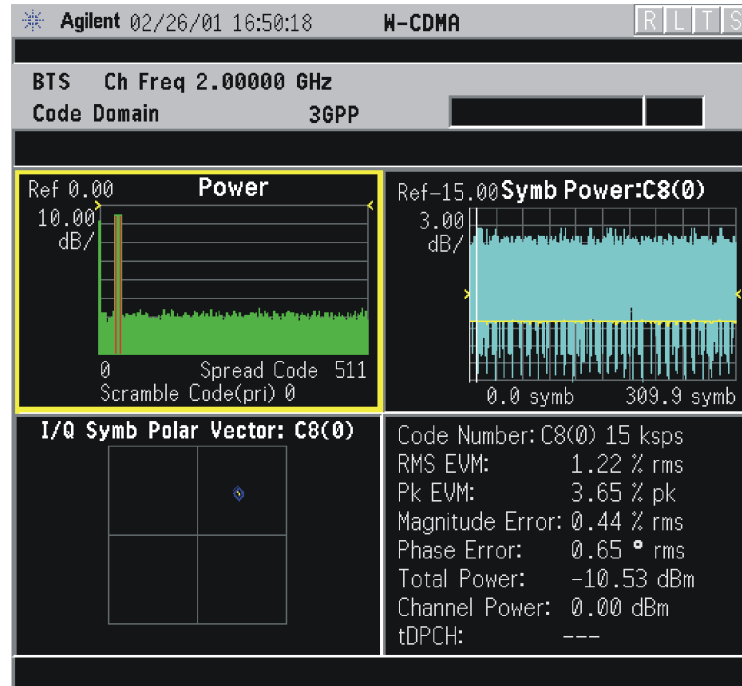 Agilent 02/26/01 16:50:18 W-CDMA R L T S
BTS Ch Freq 2.00000 GHz
Code Domain 3GPP
Ref 0.00 Power
10.00
dB/
0 Spread Code 511
Scramble Code(pri) 0
Ref-15.00 Symb Power:C8(0)
3.00
dB/
0.0 symb 309.9 symb
I/Q Symb Polar Vector: C8(0)
Code Number: C8(0) 15 ksps
RMS EVM: 1.22 % rms
Pk EVM: 3.65 % pk
Magnitude Error: 0.44 % rms
Phase Error: 0.65 ° rms
Total Power: -10.53 dBm
Channel Power: 0.00 dBm
tDPCH: ---